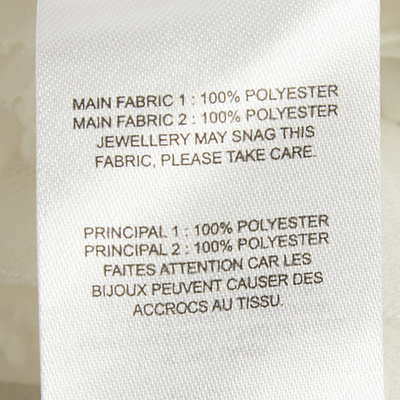 MAIN FABRIC 1 : 100% POLYESTER
MAIN FABRIC 2 : 100% POLYESTER
JEWELLERY MAY SNAG THIS
FABRIC, PLEASE TAKE CARE.
PRINCIPAL 1 : 100% POLYESTER
PRINCIPAL 2 : 100% POLYESTER
FAITES ATTENTION CAR LES
BIJOUX PEUVENT CAUSER DES
ACCROCS AU TISSU.